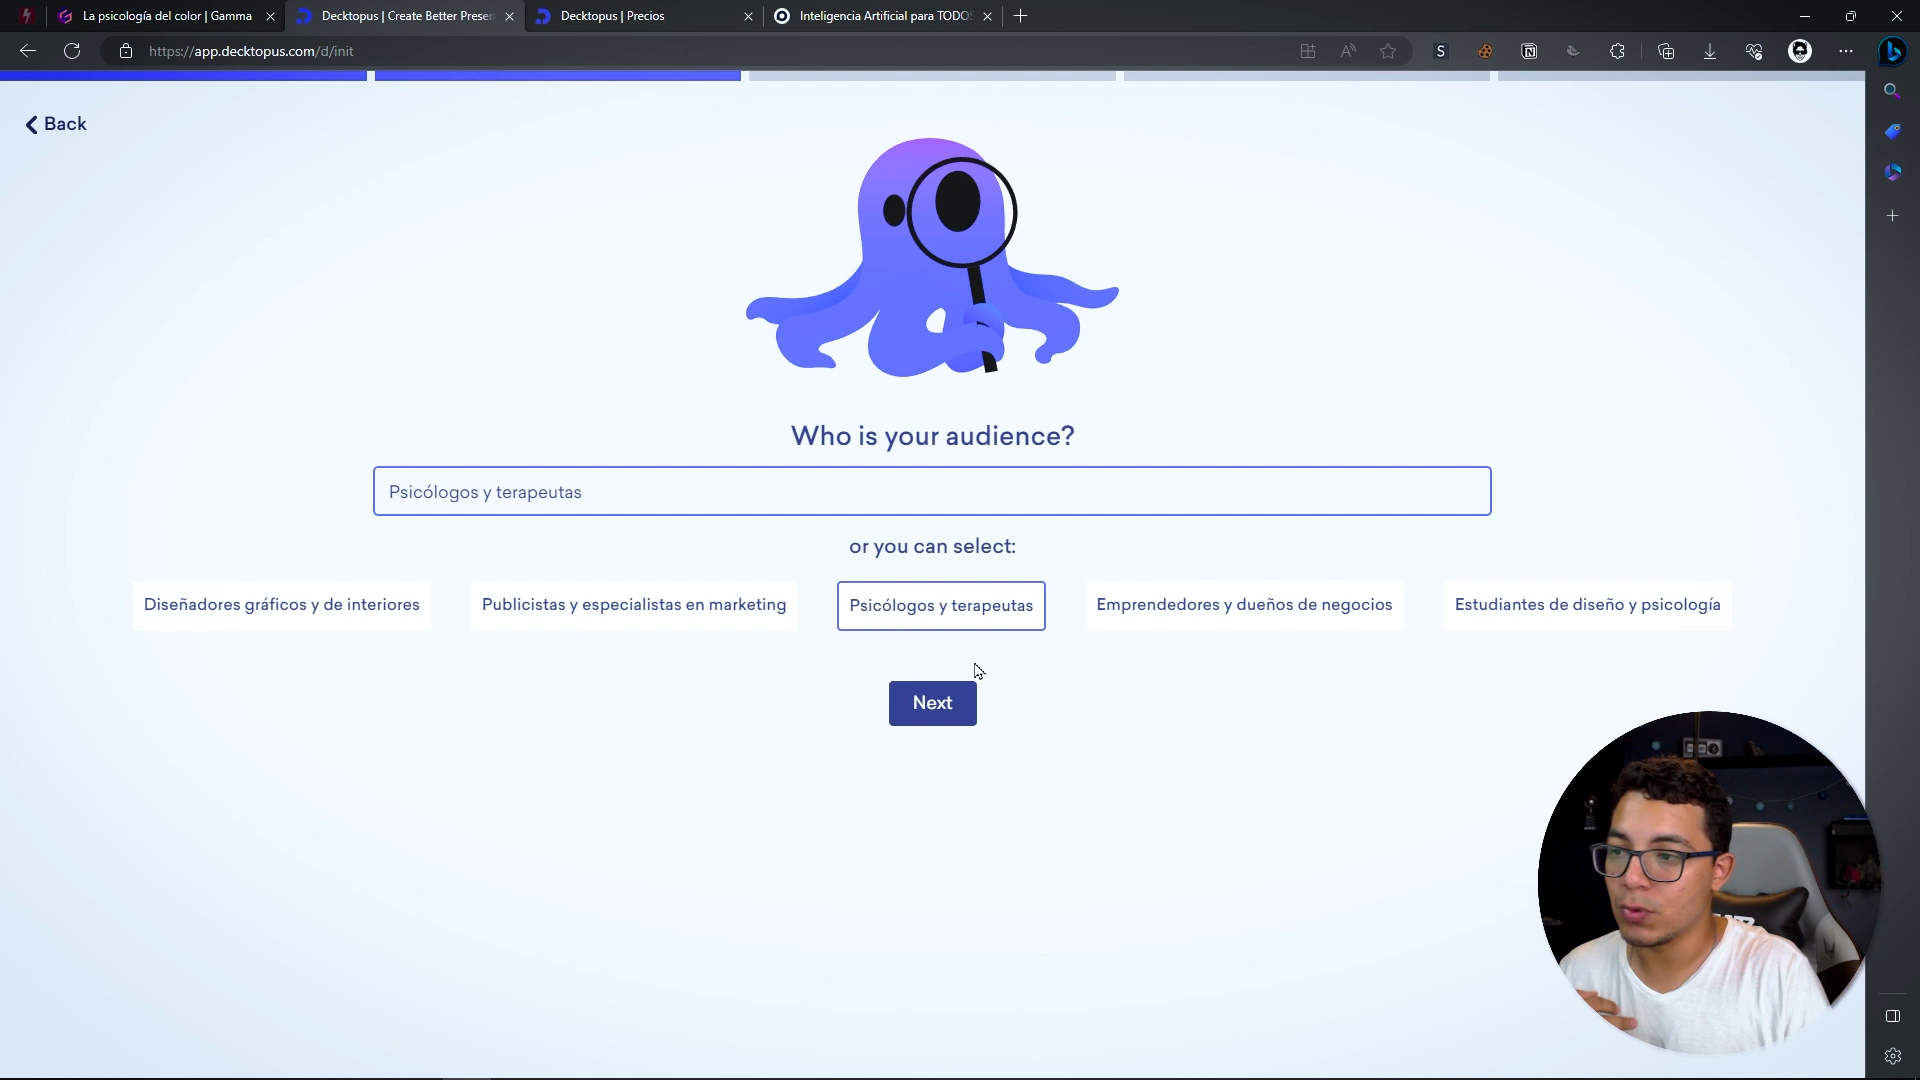 La psicología del color | Gamma
Decktopus | Create Better Presen
Decktopus | Precios
Inteligencia Artificial para TODOS
https://app.decktopus.com/d/init
Back
Who is your audience?
Psicólogos y terapeutas
or you can select:
Diseñadores gráficos y de interiores
Publicistas y especialistas en marketing
Psicólogos y terapeutas
Emprendedores y dueños de negocios
Estudiantes de diseño y psicología
Next